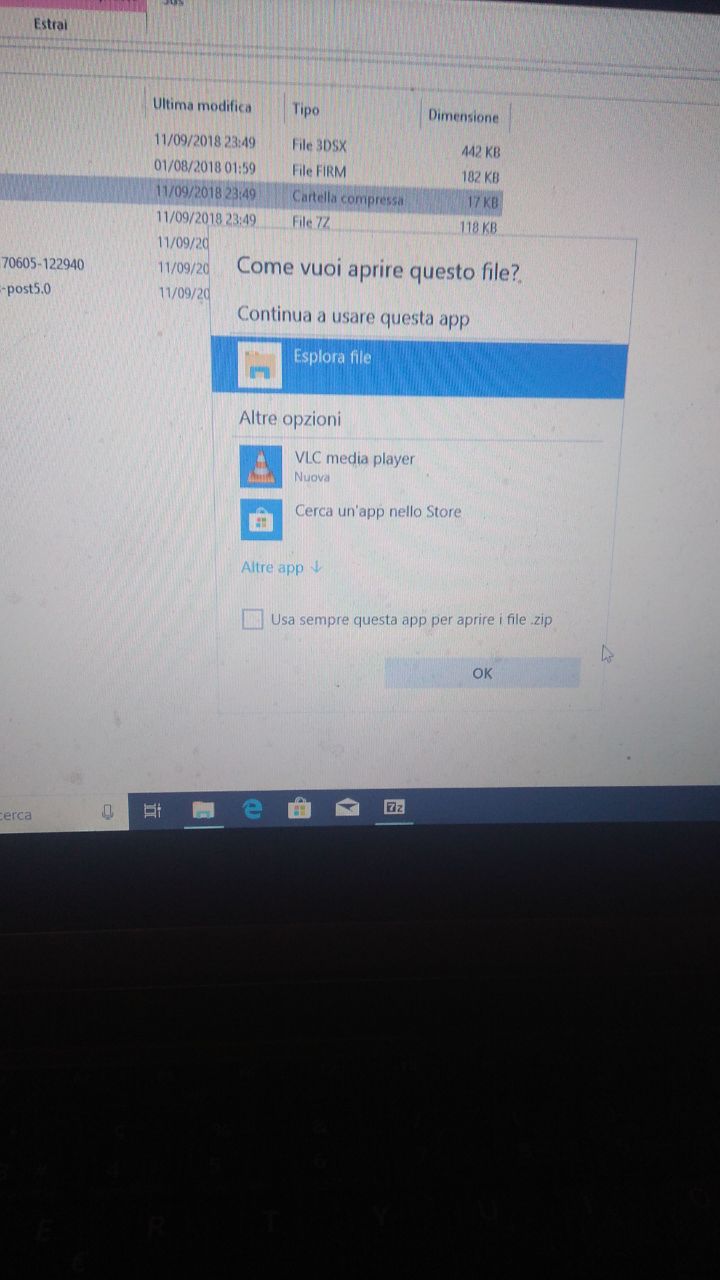 Estrai
Ultima modifica Tipo Dimensione
11/09/2018 23:49 File 3DSX 442 KB
01/08/2018 01:59 File FIRM 182 KB
11/09/2018 23:49 Cartella compressa 17 KB
11/09/2018 23:49 File 7Z 118 KB
11/09/20
70605-122940 11/09/20
-post5.0 11/09/20
Come vuoi aprire questo file?
Continua a usare questa app
Esplora file
Altre opzioni
VLC media player
Nuova
Cerca un'app nello Store
Altre app
Usa sempre questa app per aprire i file .zip
OK
cerca
7z
E R T Y U